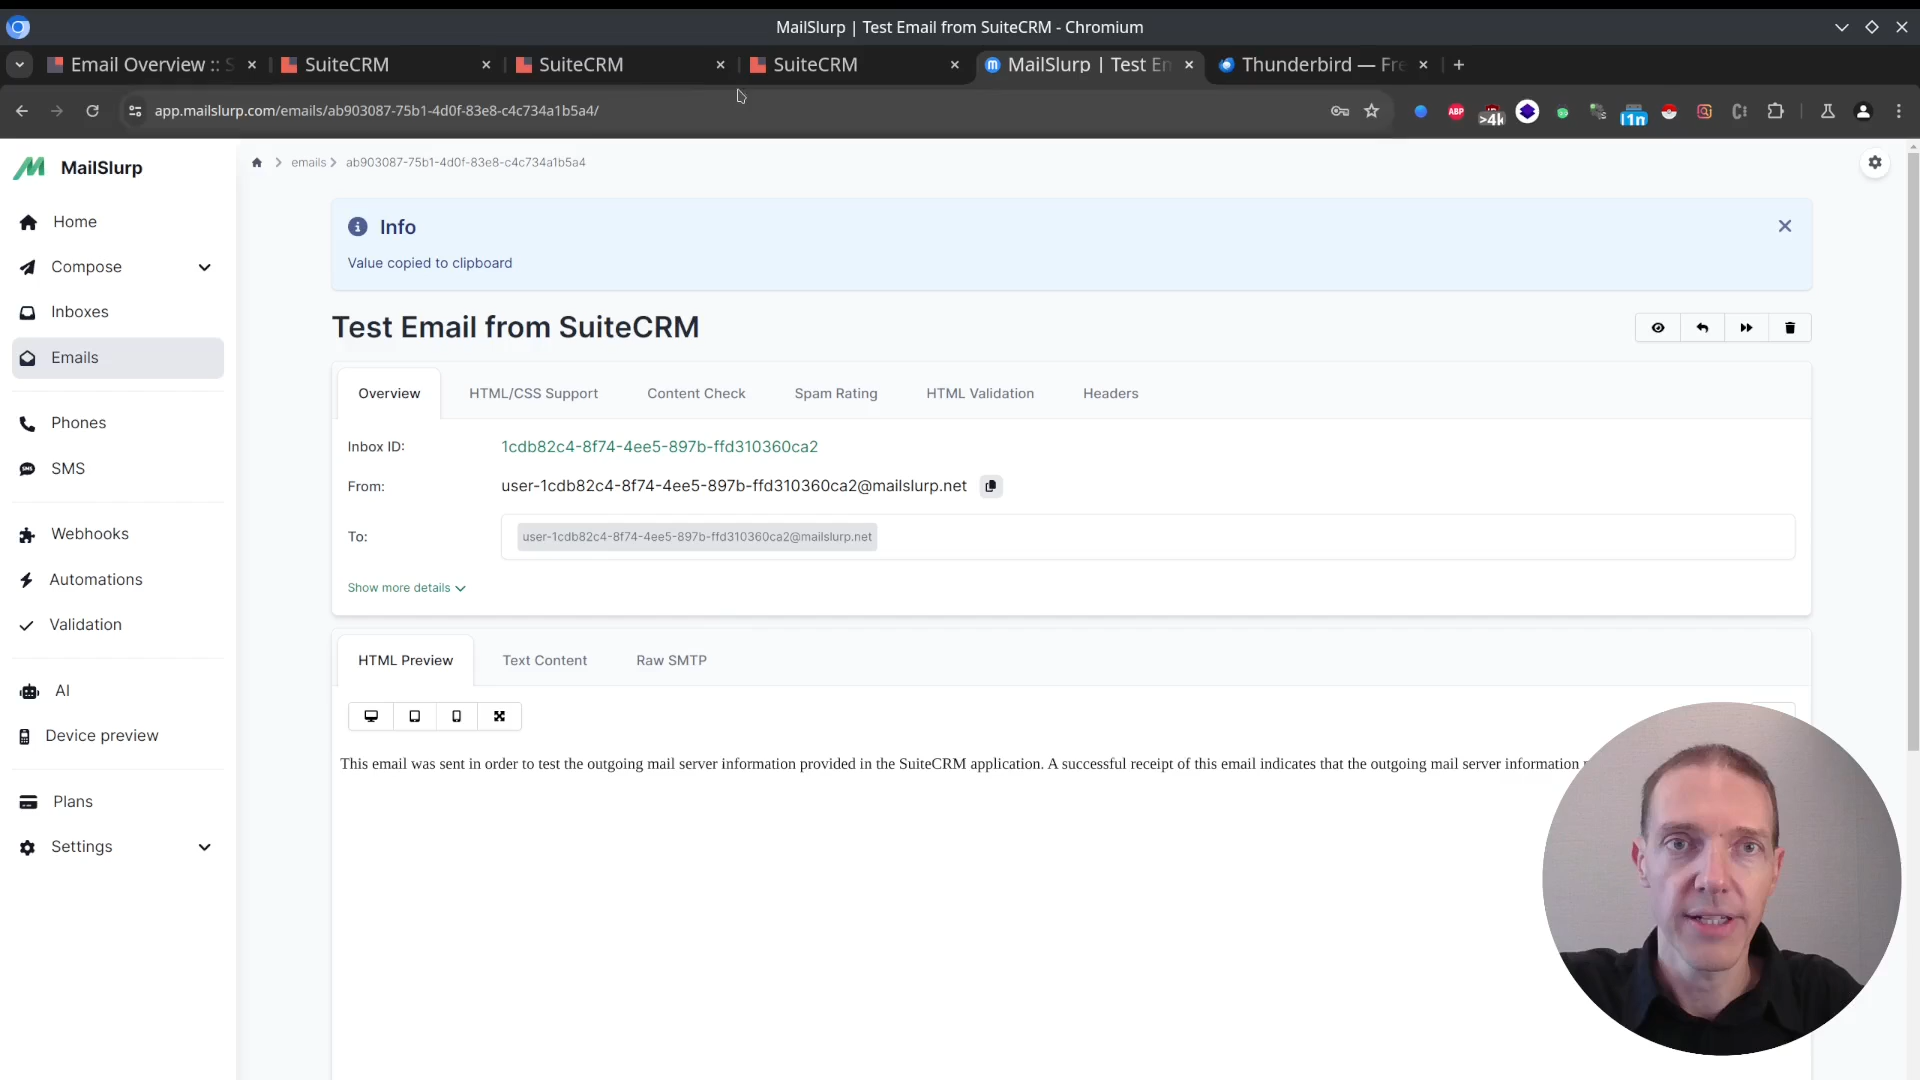 MailSlurp | Test Email from SuiteCRM - Chromium
Email Overview :: S
SuiteCRM
SuiteCRM
SuiteCRM
MailSlurp | Test Em
Thunderbird — Fre
app.mailslurp.com/emails/ab903087-75b1-4d0f-83e8-c4c734a1b5a4/
ABP
>4k
MailSlurp
Home
Compose
Inboxes
Emails
Phones
SMS
Webhooks
Automations
Validation
AI
Device preview
Plans
Settings
emails
ab903087-75b1-4d0f-83e8-c4c734a1b5a4
Info
Value copied to clipboard
Test Email from SuiteCRM
Overview
HTML/CSS Support
Content Check
Spam Rating
HTML Validation
Headers
Inbox ID:
1cdb82c4-8f74-4ee5-897b-ffd310360ca2
From:
user-1cdb82c4-8f74-4ee5-897b-ffd310360ca2@mailslurp.net
To:
user-1cdb82c4-8f74-4ee5-897b-ffd310360ca2@mailslurp.net
Show more details
HTML Preview
Text Content
Raw SMTP
This email was sent in order to test the outgoing mail server information provided in the SuiteCRM application. A successful receipt of this email indicates that the outgoing mail server information